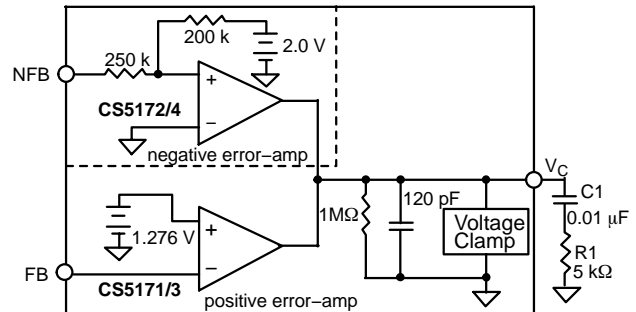 200 k
2.0 V
250 k
NFB
+
CS5172/4
−
negative error−amp
VC
120 pF
C1
1MΩ
0.01 μF
Voltage
Clamp
+
1.276 V
R1
−
5 kΩ
FB
CS5171/3
positive error−amp